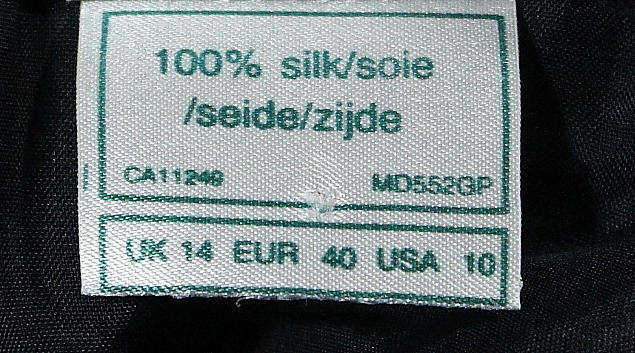 100% silk/soie
/seide/zijde
CA11249 MD552GP
UK 14 EUR 40 USA 10